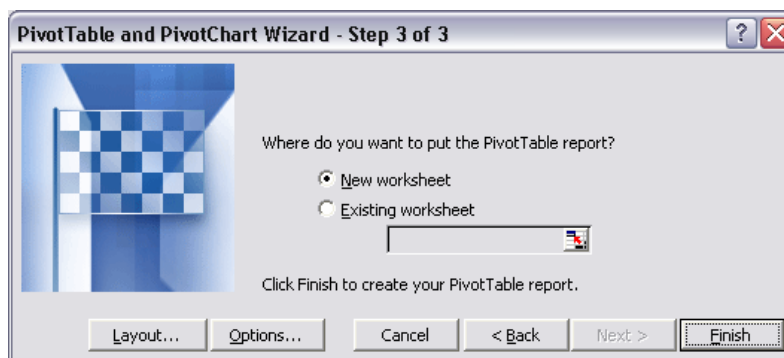 PivotTable and PivotChart Wizard - Step 3 of 3
Where do you want to put the PivotTable report?
New worksheet
Existing worksheet
Click Finish to create your PivotTable report.
Layout... Options... Cancel < Back Next > Finish